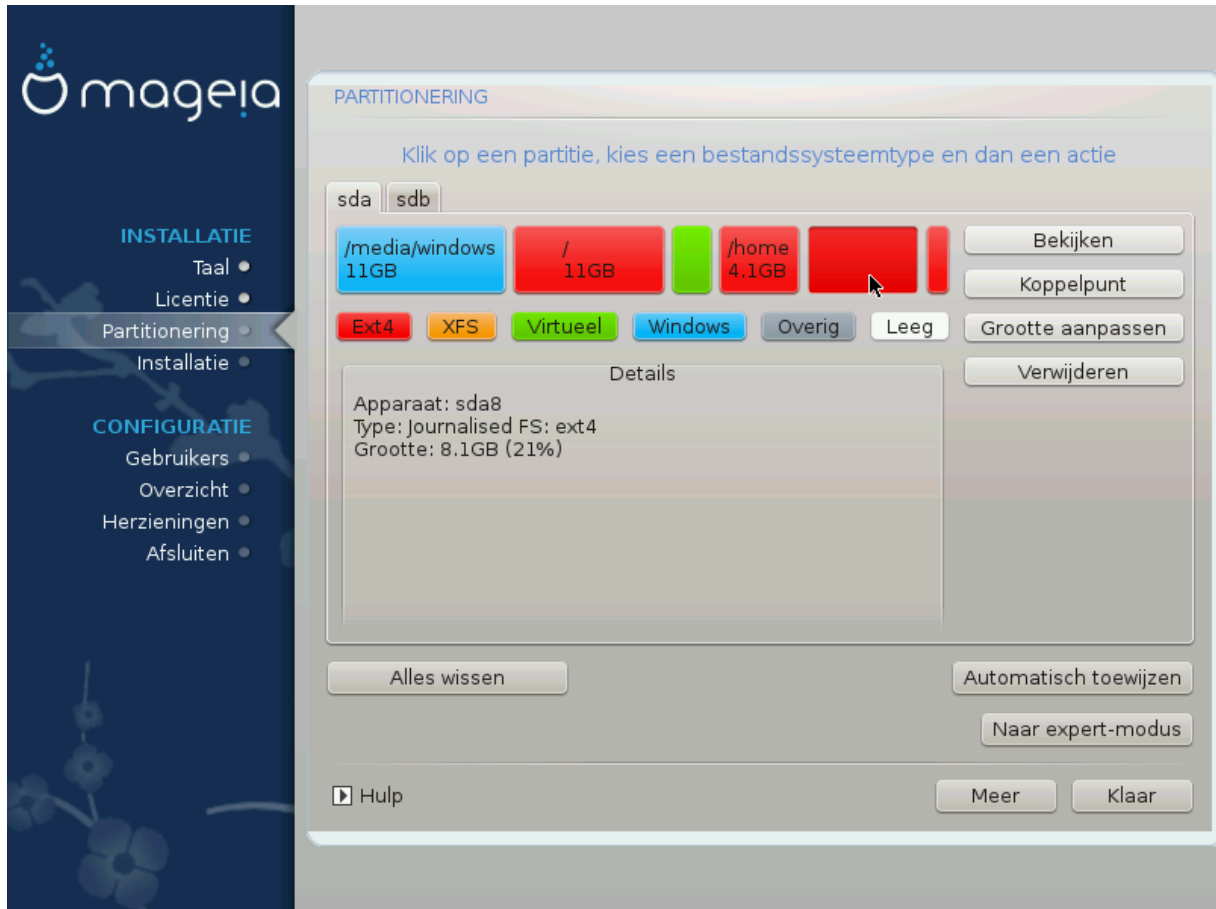 mageia
INSTALLATIE
Taal
Licentie
Partitionering
Installatie
CONFIGURATIE
Gebruikers
Overzicht
Herzieningen
Afsluiten
PARTITIONERING
Klik op een partitie, kies een bestandssysteemtype en dan een actie
sda sdb
/media/windows
11GB
/
11GB
/home
4.1GB
Ext4 XFS Virtueel Windows Overig Leeg
Details
Apparaat: sda8
Type: Journalised FS: ext4
Grootte: 8.1GB (21%)
Bekijken
Koppelpunt
Grootte aanpassen
Verwijderen
Alles wissen
Automatisch toewijzen
Naar expert-modus
Hulp
Meer
Klaar